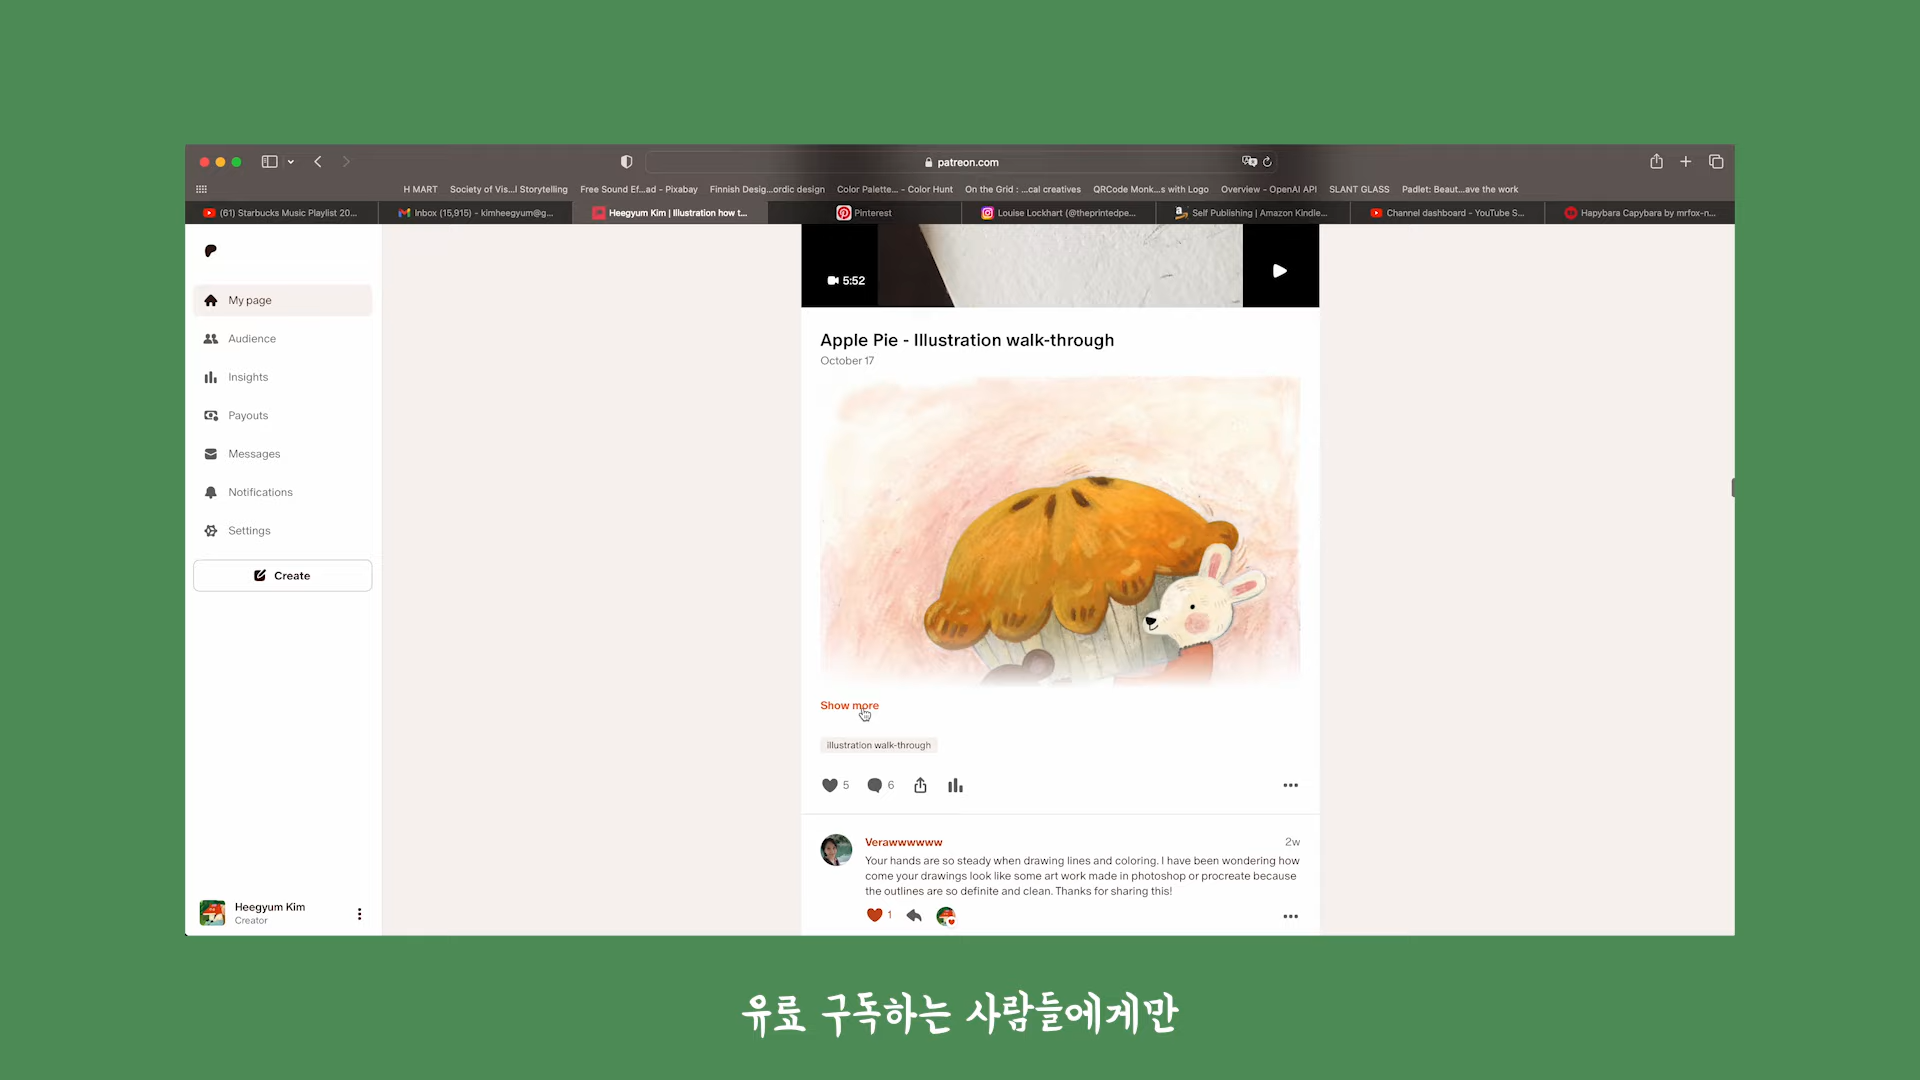 patreon.com
H MART
Society of Vis...l Storytelling
Free Sound Ef...ad - Pixabay
Finnish Desig...ordic design
Color Palette... - Color Hunt
On the Grid : ...cal creatives
QRCode Monk...s with Logo
Overview - OpenAI API
SLANT GLASS
Padlet: Beaut...ave the work
(61) Starbucks Music Playlist 20...
Inbox (15,915) - kimheegyum@g...
Heegyum Kim | Illustration how t...
Pinterest
Louise Lockhart (@theprintedpe...
Self Publishing | Amazon Kindle...
Channel dashboard - YouTube S...
Hapybara Capybara by mrfox-n...
My page
Audience
Insights
Payouts
Messages
Notifications
Settings
Create
Heegyum Kim
Creator
5:52
Apple Pie - Illustration walk-through
October 17
Show more
illustration walk-through
5
6
Verawwwwww
2w
Your hands are so steady when drawing lines and coloring. I have been wondering how
come your drawings look like some art work made in photoshop or procreate because
the outlines are so definite and clean. Thanks for sharing this!
1
유료 구독하는 사람들에게만